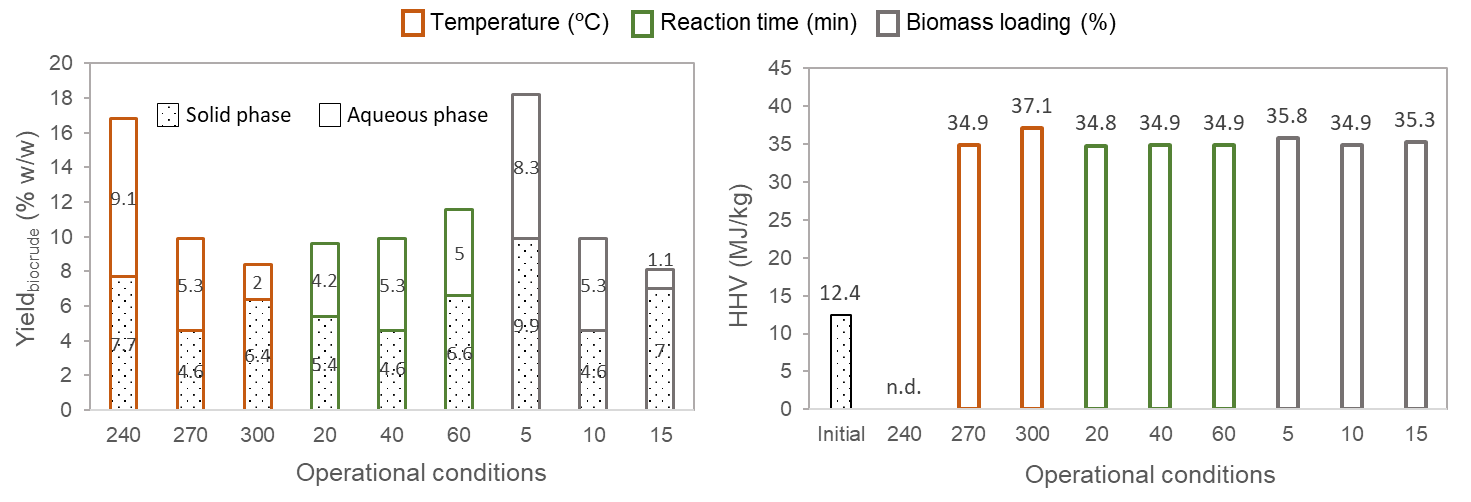 Temperature (ºC) Reaction time (min) Biomass loading (%)
Yield biocrude (% w/w)
20
18
16
14
12
10
8
6
4
2
0
Solid phase Aqueous phase
9.1 5.3 2 4.2 5.3 5 8.3 5.3 1.1
7.7 4.6 6.4 5.4 4.6 6.6 9.9 4.6 7
240 270 300 20 40 60 5 10 15
Operational conditions
HHV (MJ/kg)
45
40
35
30
25
20
15
10
5
0
12.4 n.d. 34.9 37.1 34.8 34.9 34.9 35.8 34.9 35.3
Initial 240 270 300 20 40 60 5 10 15
Operational conditions